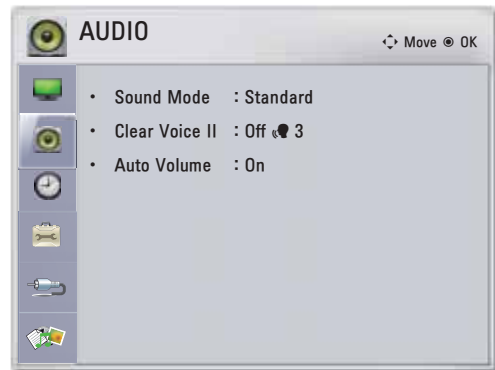 AUDIO
Move OK
• Sound Mode : Standard
• Clear Voice II : Off 3
• Auto Volume : On